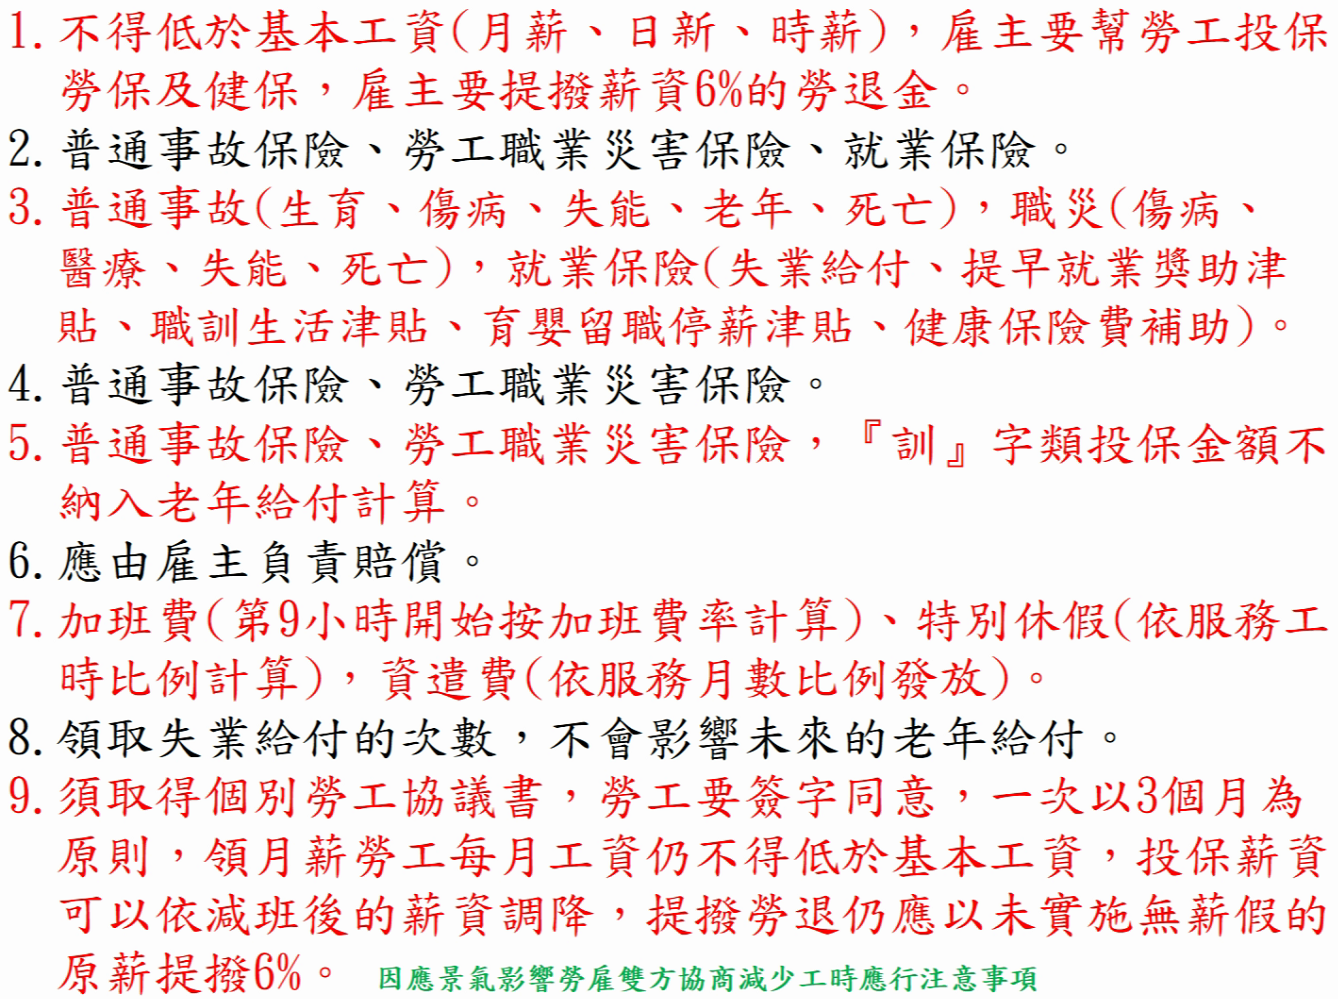 1.不得低於基本工資(月薪、日新、時薪)，雇主要幫勞工投保
勞保及健保，雇主要提撥薪資6%的勞退金。
2.普通事故保險、勞工職業災害保險、就業保險。
3.普通事故(生育、傷病、失能、老年、死亡)，職災(傷病、
醫療、失能、死亡)，就業保險(失業給付、提早就業獎助津
貼、職訓生活津貼、育嬰留職停薪津貼、健康保險費補助)。
4.普通事故保險、勞工職業災害保險。
5.普通事故保險、勞工職業災害保險，『訓』字類投保金額不
納入老年給付計算。
6.應由雇主負責賠償。
7.加班費(第9小時開始按加班費率計算)、特別休假(依服務工
時比例計算)，資遣費(依服務月數比例發放)。
8.領取失業給付的次數，不會影響未來的老年給付。
9.須取得個別勞工協議書，勞工要簽字同意，一次以3個月為
原則，領月薪勞工每月工資仍不得低於基本工資，投保薪資
可以依減班後的薪資調降，提撥勞退仍應以未實施無薪假的
原薪提撥6%。 因應景氣影響勞雇雙方協商減少工時應行注意事項